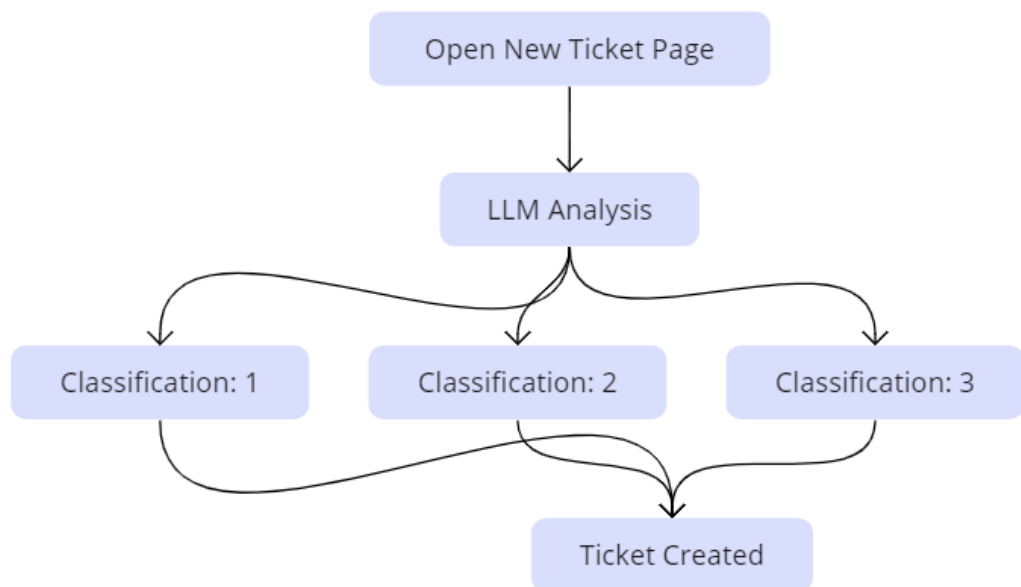 Open New Ticket Page
LLM Analysis
Classification: 1
Classification: 2
Classification: 3
Ticket Created